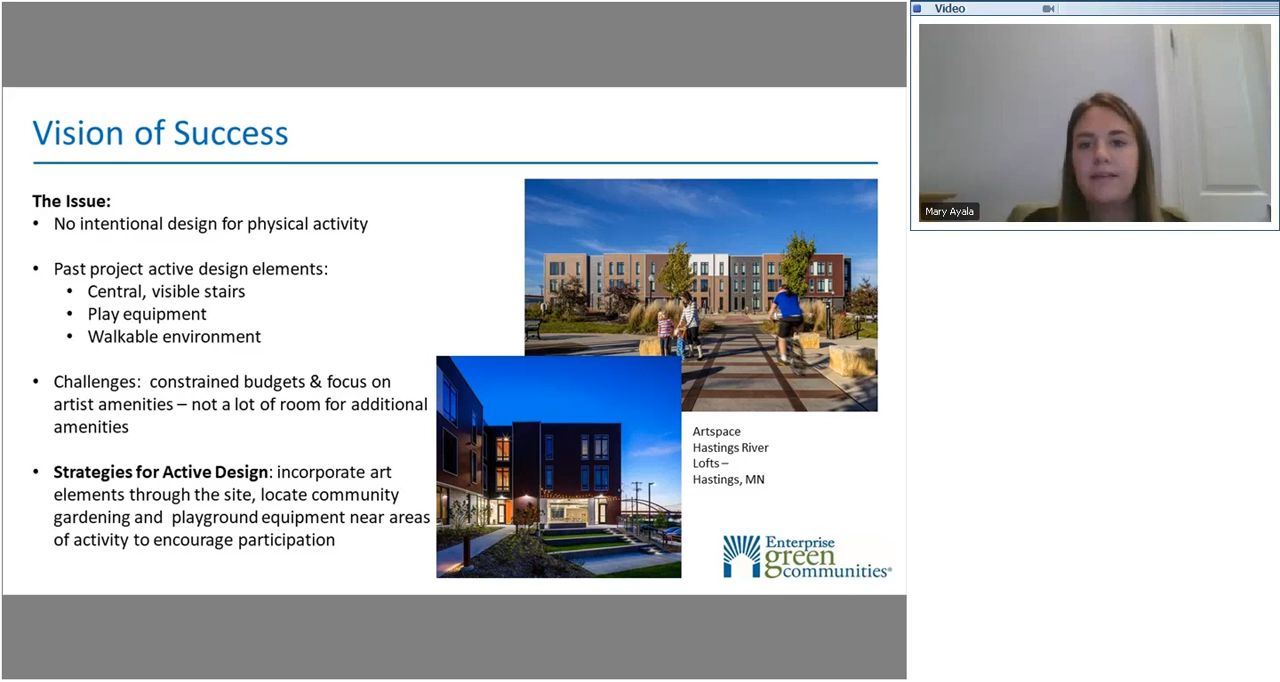 Vision of Success
The Issue:
• No intentional design for physical activity
• Past project active design elements:
• Central, visible stairs
• Play equipment
• Walkable environment
• Challenges: constrained budgets & focus on
artist amenities – not a lot of room for additional
amenities
• Strategies for Active Design: incorporate art
elements through the site, locate community
gardening and playground equipment near areas
of activity to encourage participation
Artspace
Hastings River
Lofts –
Hastings, MN
Enterprise
green
communities®
Video
Mary Ayala